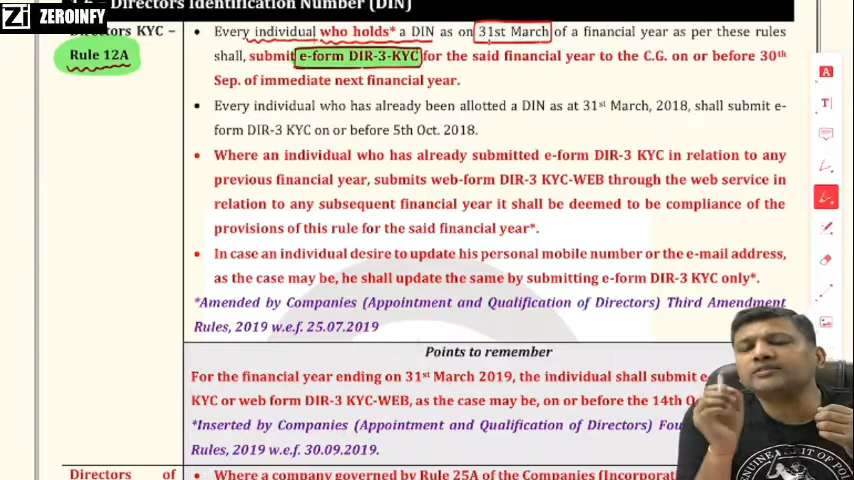 1.6 – Directors Identification Number (DIN)
Zi ZEROINFY
Directors KYC –
Rule 12A
• Every individual who holds* a DIN as on 31st March of a financial year as per these rules
shall, submit e-form DIR-3-KYC for the said financial year to the C.G. on or before 30th
Sep. of immediate next financial year.
• Every individual who has already been allotted a DIN as at 31st March, 2018, shall submit e-
form DIR-3 KYC on or before 5th Oct. 2018.
• Where an individual who has already submitted e-form DIR-3 KYC in relation to any
previous financial year, submits web-form DIR-3 KYC-WEB through the web service in
relation to any subsequent financial year it shall be deemed to be compliance of the
provisions of this rule for the said financial year*.
• In case an individual desire to update his personal mobile number or the e-mail address,
as the case may be, he shall update the same by submitting e-form DIR-3 KYC only*.
*Amended by Companies (Appointment and Qualification of Directors) Third Amendment
Rules, 2019 w.e.f. 25.07.2019
Points to remember
For the financial year ending on 31st March 2019, the individual shall submit e-
KYC or web form DIR-3 KYC-WEB, as the case may be, on or before the 14th
*Inserted by Companies (Appointment and Qualification of Directors)
Rules, 2019 w.e.f. 30.09.2019.
Directors of
• Where a company governed by Rule 25A of the Companies (Incorporat